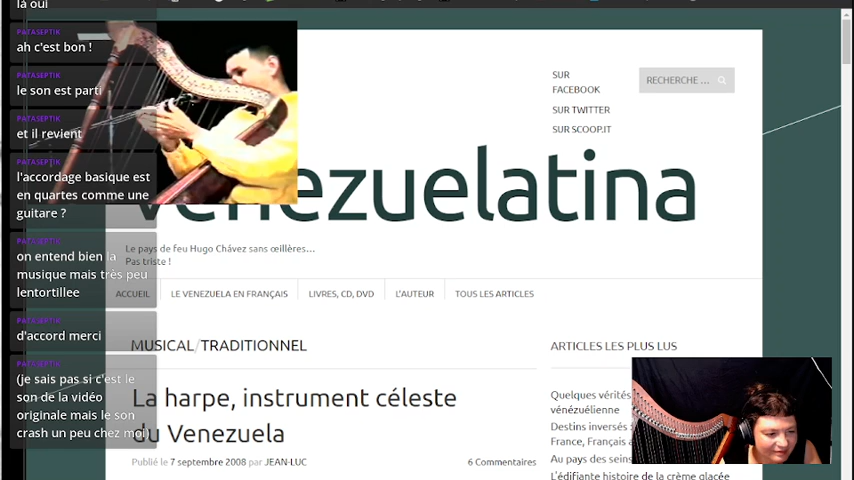 là oui
PATASEPTIK
ah c'est bon !
PATASEPTIK
le son est parti
PATASEPTIK
et il revient
PATASEPTIK
l'accordage basique est
en quartes comme une
guitare ?
PATASEPTIK
on entend bien la
musique mais très peu
lentortillee
PATASEPTIK
d'accord merci
PATASEPTIK
(je sais pas si c'est le
son de la vidéo
originale mais le son
crash un peu chez moi)
SUR
FACEBOOK
SUR TWITTER
SUR SCOOP.IT
RECHERCHE ...
venezuelatina
Le pays de feu Hugo Chávez sans œillères...
Pas triste !
ACCUEIL
LE VENEZUELA EN FRANÇAIS
LIVRES, CD, DVD
L'AUTEUR
TOUS LES ARTICLES
MUSICAL/TRADITIONNEL
La harpe, instrument céleste
du Venezuela
Publié le 7 septembre 2008 par JEAN-LUC
6 Commentaires
ARTICLES LES PLUS LUS
Quelques vérités
vénézuélienne
Destins inversés
France, Français
Au pays des
L'édifiante histoire de la crème glacée